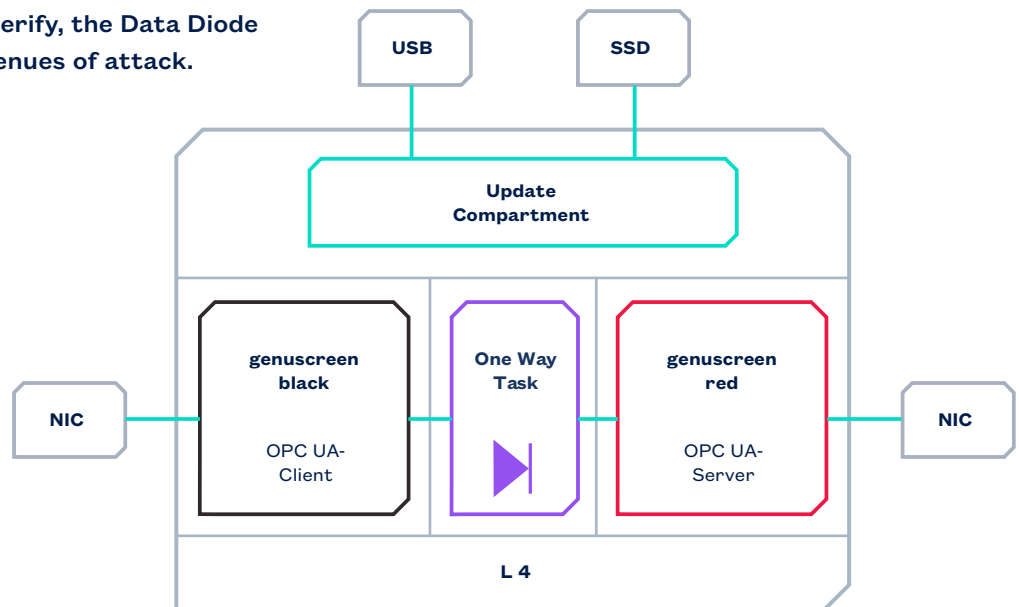 erify, the Data Diode
enues of attack.
USB
SSD
Update
Compartment
genuscreen
black
One Way
Task
genuscreen
red
NIC
OPC UA-
Client
OPC UA-
Server
NIC
L 4